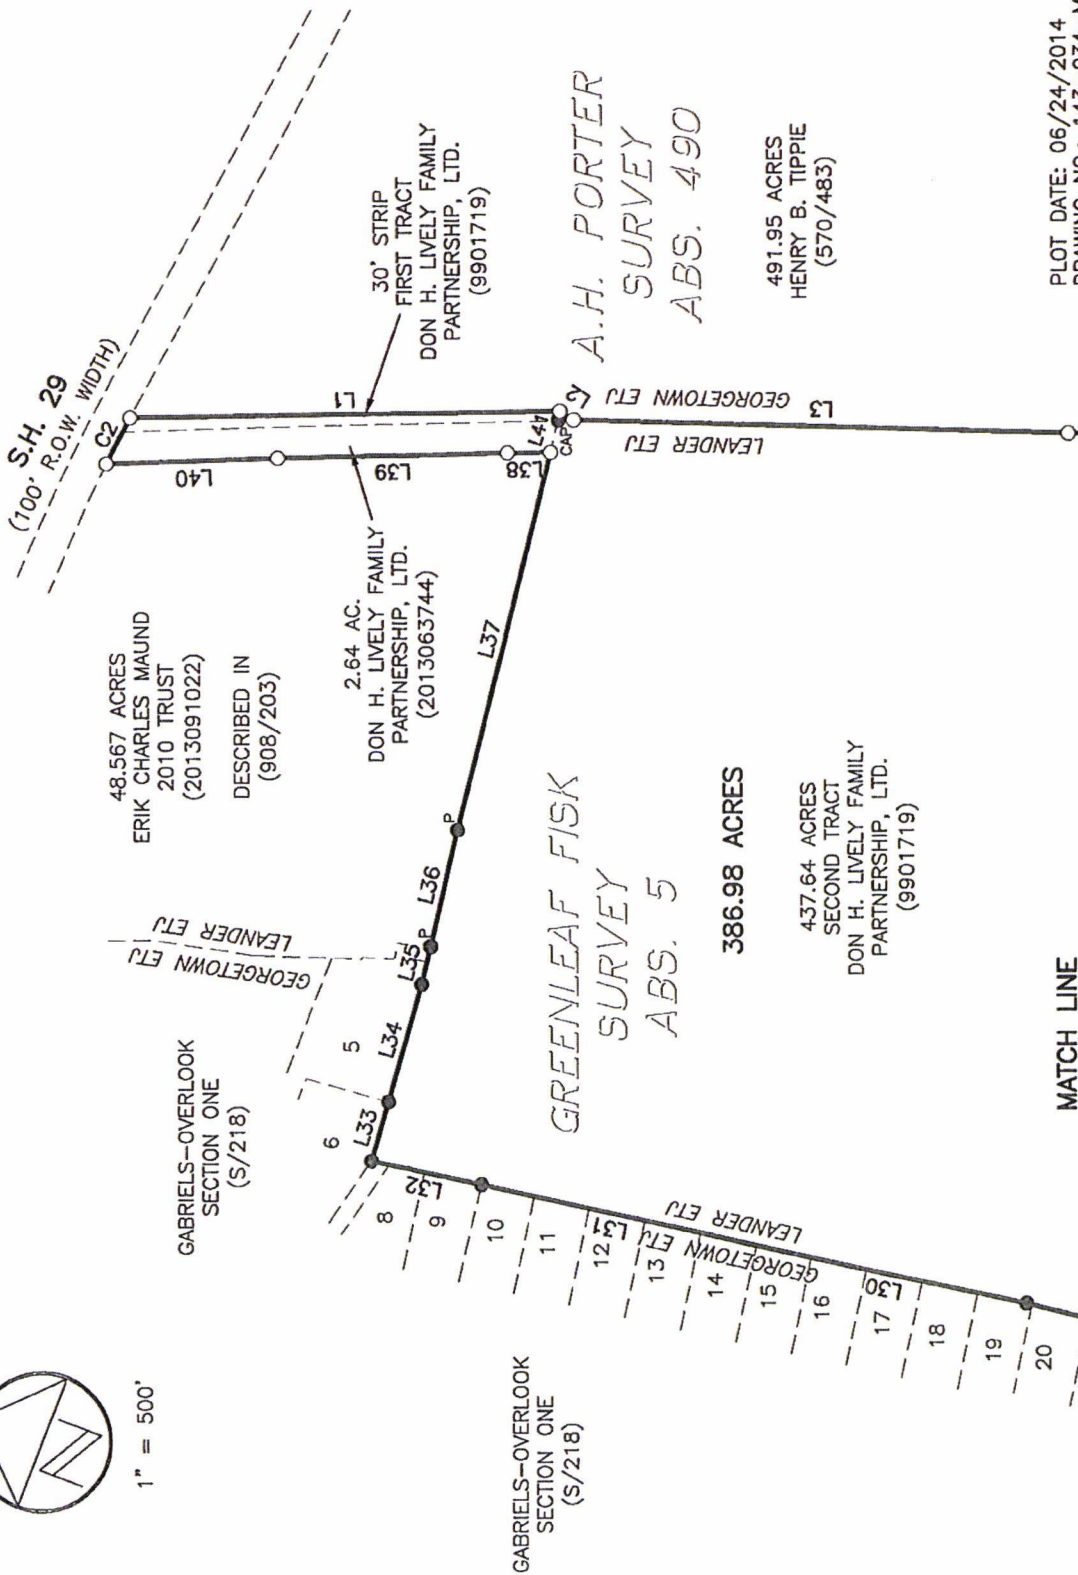 S.H. 29
(100' R.O.W. WIDTH)
C2
L1
L40
L39
L38
L41
CAP
L3
30' STRIP
FIRST TRACT
DON H. LIVELY FAMILY
PARTNERSHIP, LTD.
(9901719)
A.H. PORTER
SURVEY
ABS. 490
491.95 ACRES
HENRY B. TIPPIE
(570/483)
GEORGETOWN ETJ
LEANDER ETJ
48.567 ACRES
ERIK CHARLES MAUND
2010 TRUST
(2013091022)
DESCRIBED IN
(908/203)
2.64 AC.
DON H. LIVELY FAMILY
PARTNERSHIP, LTD.
(2013063744)
L37
P
L36
P
L35
L34
L33
LEANDER ETJ
GEORGETOWN ETJ
5
6
GREENLEAF FISK
SURVEY
ABS. 5
386.98 ACRES
437.64 ACRES
SECOND TRACT
DON H. LIVELY FAMILY
PARTNERSHIP, LTD.
(9901719)
GABRIELS-OVERLOOK
SECTION ONE
(S/218)
L32
L31
L30
8
9
10
11
12
13
14
15
16
17
18
19
20
LEANDER ETJ
GEORGETOWN ETJ
GABRIELS-OVERLOOK
SECTION ONE
(S/218)
N
1" = 500'
MATCH LINE
PLOT DATE: 06/24/2014